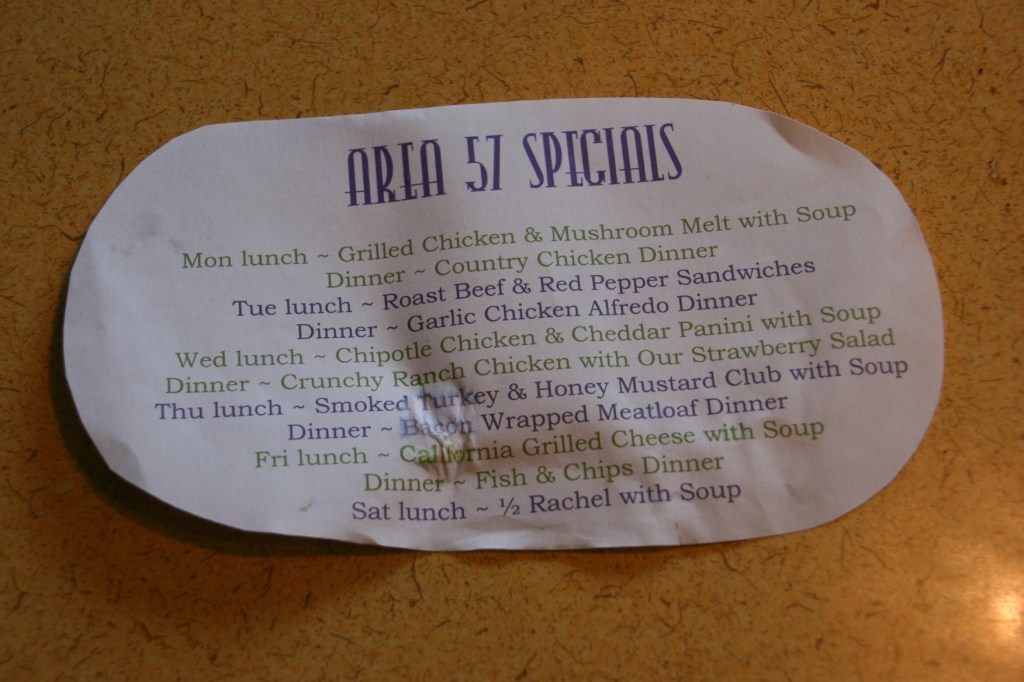 AREA 57 SPECIALS
Mon lunch ~ Grilled Chicken & Mushroom Melt with Soup
Dinner ~ Country Chicken Dinner
Tue lunch ~ Roast Beef & Red Pepper Sandwiches
Dinner ~ Garlic Chicken Alfredo Dinner
Wed lunch ~ Chipotle Chicken & Cheddar Panini with Soup
Dinner ~ Crunchy Ranch Chicken with Our Strawberry Salad
Thu lunch ~ Smoked Turkey & Honey Mustard Club with Soup
Dinner ~ Bacon Wrapped Meatloaf Dinner
Fri lunch ~ California Grilled Cheese with Soup
Dinner ~ Fish & Chips Dinner
Sat lunch ~ ½ Rachel with Soup